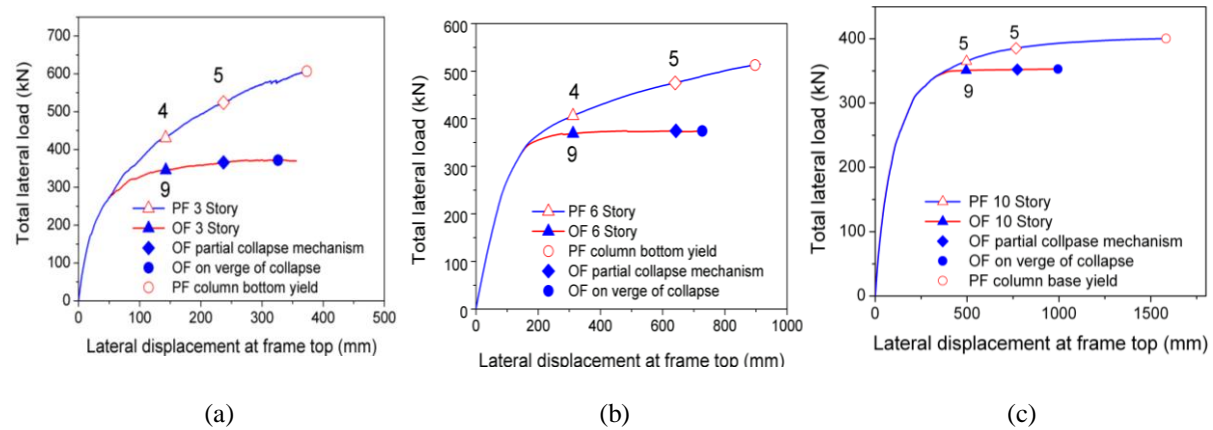 700
600
500
400
300
200
100
0
0 100 200 300 400 500
Total lateral load (kN)
Lateral displacement at frame top (mm)
4
5
9
PF 3 Story
OF 3 Story
OF partial collapse mechanism
OF on verge of collapse
PF column bottom yield
(a)
600
500
400
300
200
100
0
0 200 400 600 800 1000
Total lateral load (kN)
Lateral displacement at frame top (mm)
4
5
9
PF 6 Story
OF 6 Story
PF column bottom yield
OF partial collapse mechanism
OF on verge of collapse
(b)
400
300
200
100
0
0 500 1000 1500
Total lateral load (kN)
Lateral displacement at frame top (mm)
5
5
9
PF 10 Story
OF 10 Story
OF partial collpase mechanism
OF on verge of collapse
PF column base yield
(c)